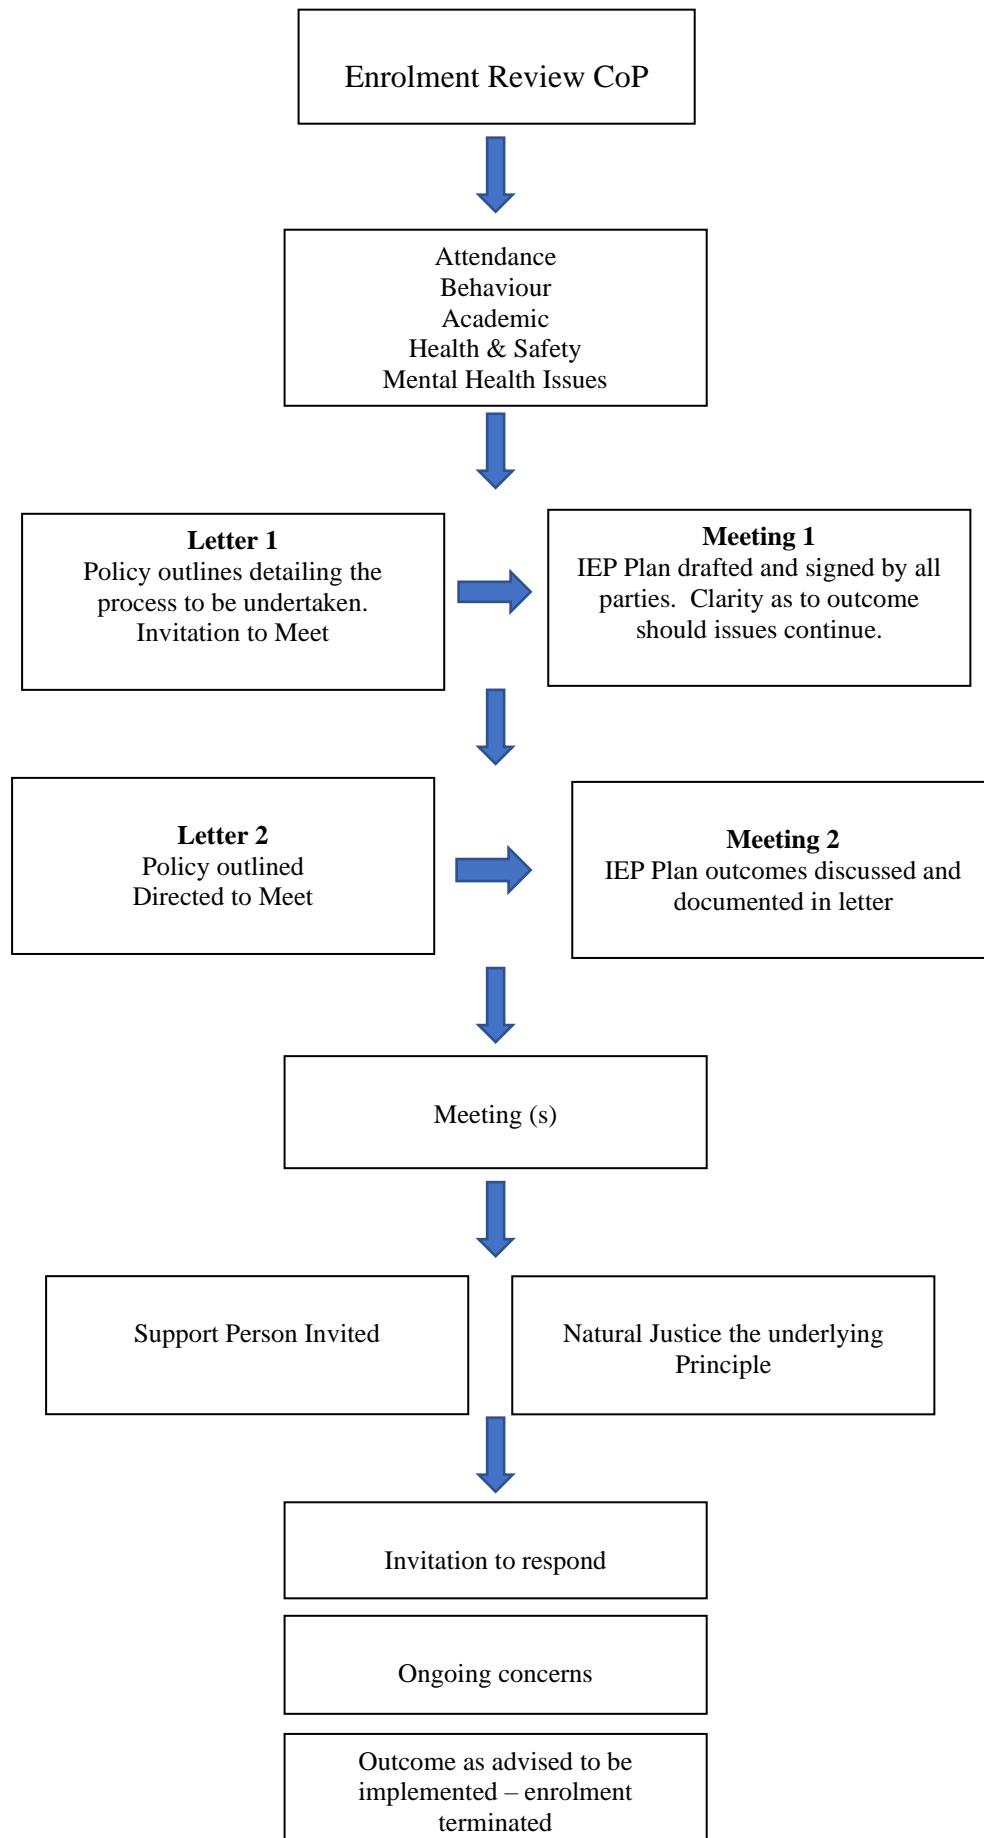 Enrolment Review CoP
Attendance
Behaviour
Academic
Health & Safety
Mental Health Issues
Letter 1
Policy outlines detailing the
process to be undertaken.
Invitation to Meet
Meeting 1
IEP Plan drafted and signed by all
parties.  Clarity as to outcome
should issues continue.
Letter 2
Policy outlined
Directed to Meet
Meeting 2
IEP Plan outcomes discussed and
documented in letter
Meeting (s)
Support Person Invited
Natural Justice the underlying
Principle
Invitation to respond
Ongoing concerns
Outcome as advised to be
implemented – enrolment
terminated